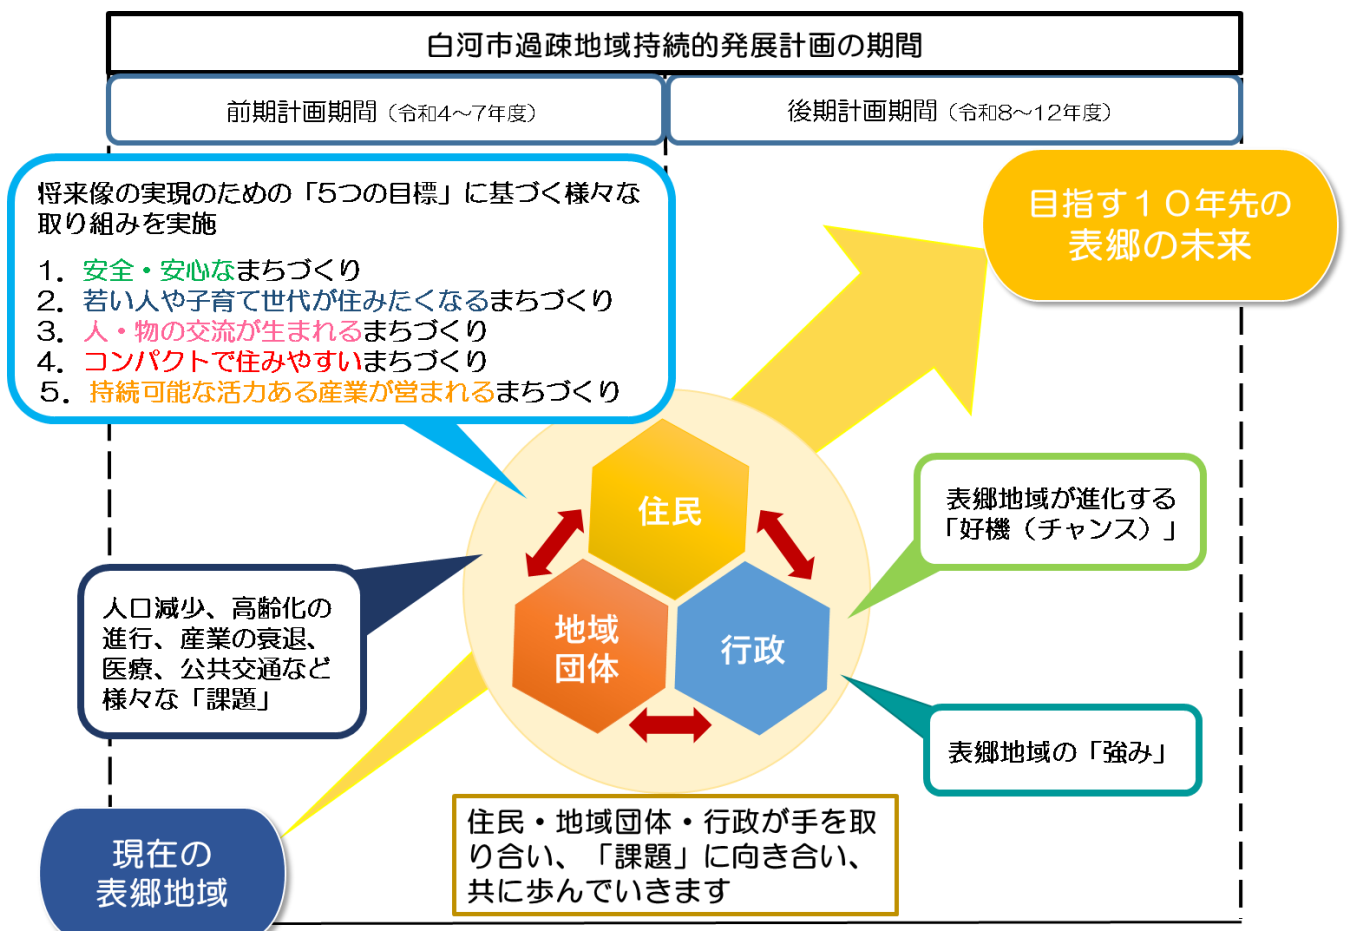 白河市過疎地域持続的発展計画の期間
前期計画期間（令和4～7年度）
後期計画期間（令和8～12年度）
将来像の実現のための「5つの目標」に基づく様々な
取り組みを実施
1．安全・安心なまちづくり
2．若い人や子育て世代が住みたくなるまちづくり
3．人・物の交流が生まれるまちづくり
4．コンパクトで住みやすいまちづくり
5．持続可能な活力ある産業が営まれるまちづくり
目指す１０年先の
表郷の未来
住民
地域
団体
行政
表郷地域が進化する
「好機（チャンス）」
人口減少、高齢化の
進行、産業の衰退、
医療、公共交通など
様々な「課題」
表郷地域の「強み」
住民・地域団体・行政が手を取
り合い、「課題」に向き合い、
共に歩んでいきます
現在の
表郷地域